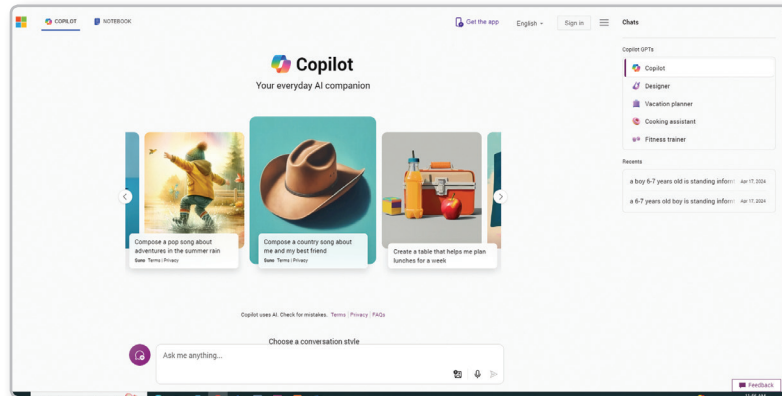 COPILOT
NOTEBOOK
Get the app
English
Sign in
Chats
Copilot
Your everyday AI companion
Compose a pop song about
adventures in the summer rain
Suno Terms | Privacy
Compose a country song about
me and my best friend
Suno Terms | Privacy
Create a table that helps me plan
lunches for a week
Copilot uses AI. Check for mistakes. Terms | Privacy | FAQs
Choose a conversation style
Ask me anything...
Copilot GPTs
Copilot
Designer
Vacation planner
Cooking assistant
Fitness trainer
Recents
a boy 6-7 years old is standing inform Apr 17, 2024
a 6-7 years old boy is standing inform Apr 17, 2024
Feedback